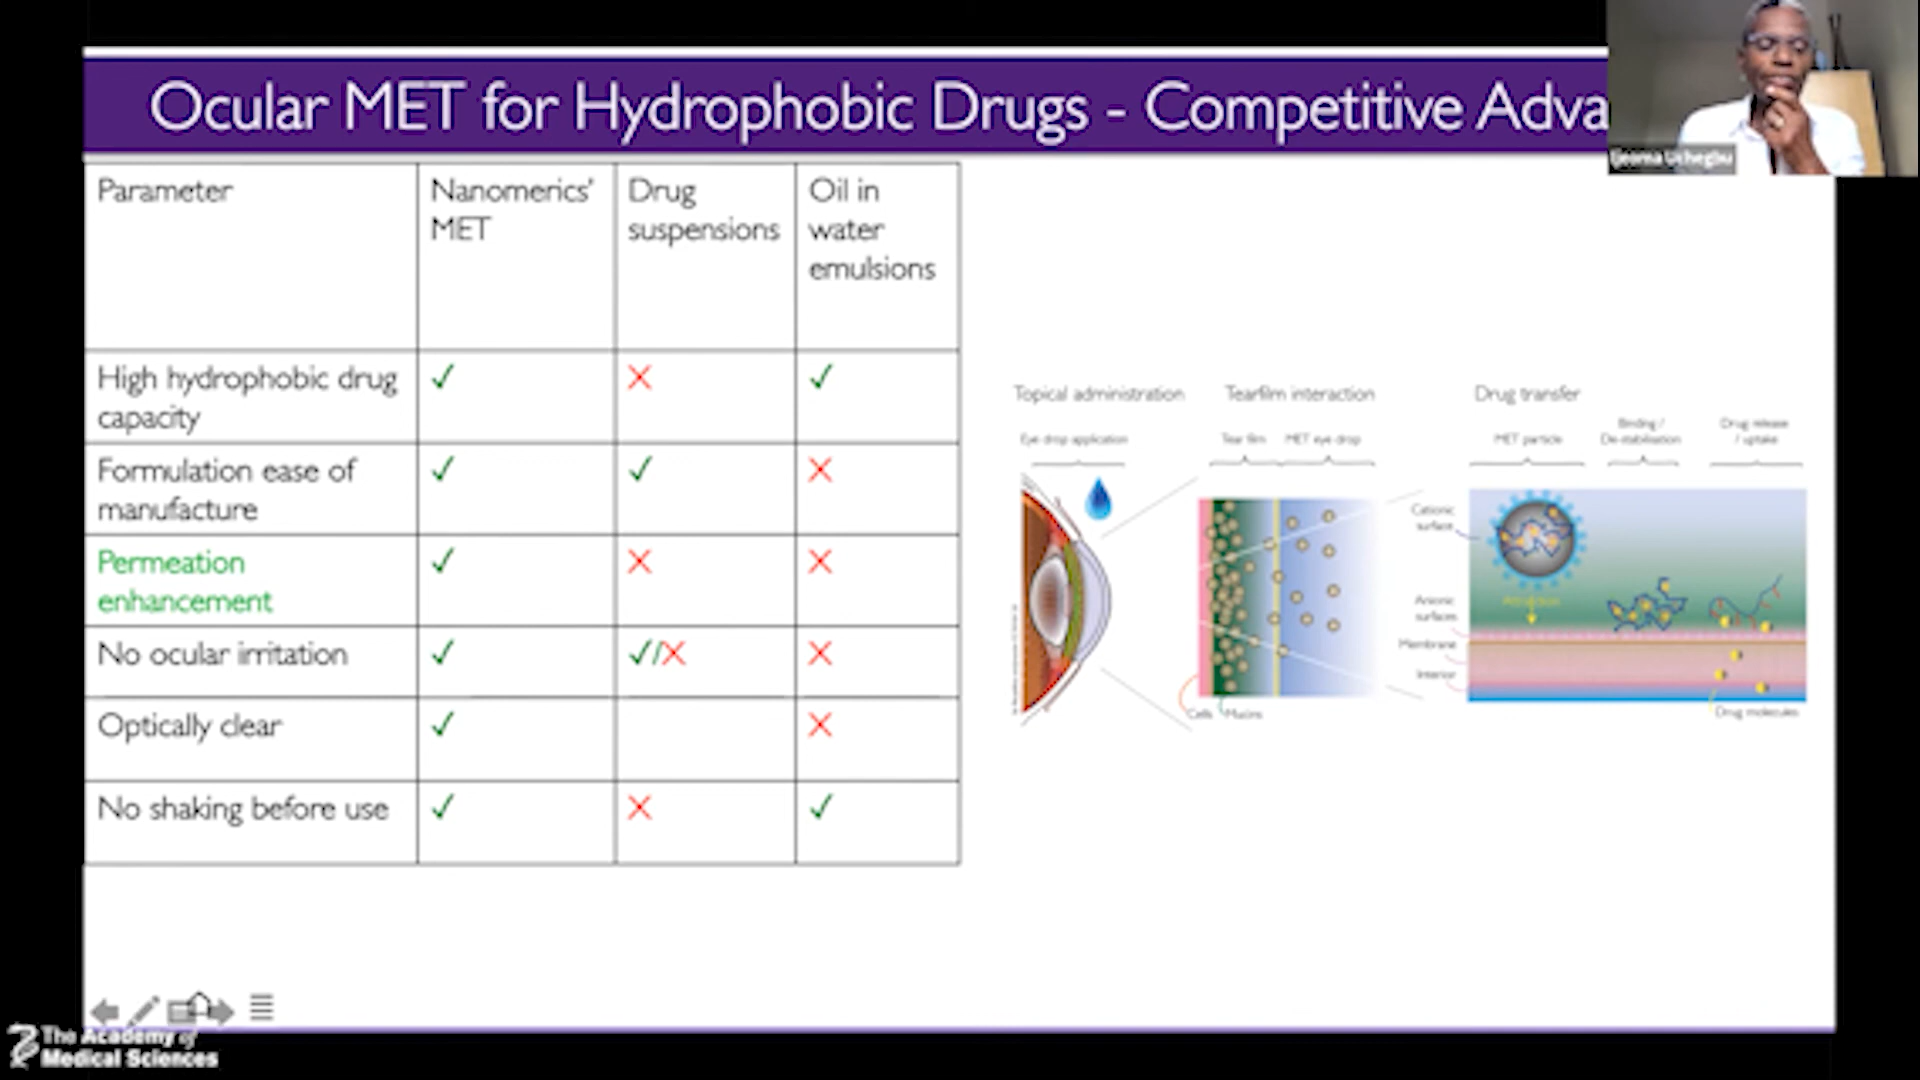 Ocular MET for Hydrophobic Drugs - Competitive Adva
Ijeoma Uchegbu
Parameter
Nanomerics'
MET
Drug
suspensions
Oil in
water
emulsions
High hydrophobic drug
capacity
✓
✗
✓
Formulation ease of
manufacture
✓
✓
✗
Permeation
enhancement
✓
✗
✗
No ocular irritation
✓
✓/✗
✗
Optically clear
✓
✗
No shaking before use
✓
✗
✓
Topical administration
Eye drop application
Tearfilm interaction
Tear film
MET eye drop
Cells
Mucins
Drug transfer
MET particle
Binding /
De-stabilisation
Drug release
/ uptake
Cationic
surface
Attraction
Anionic
surfaces
Membrane
Interior
Drug molecules
The Academy of
Medical Sciences